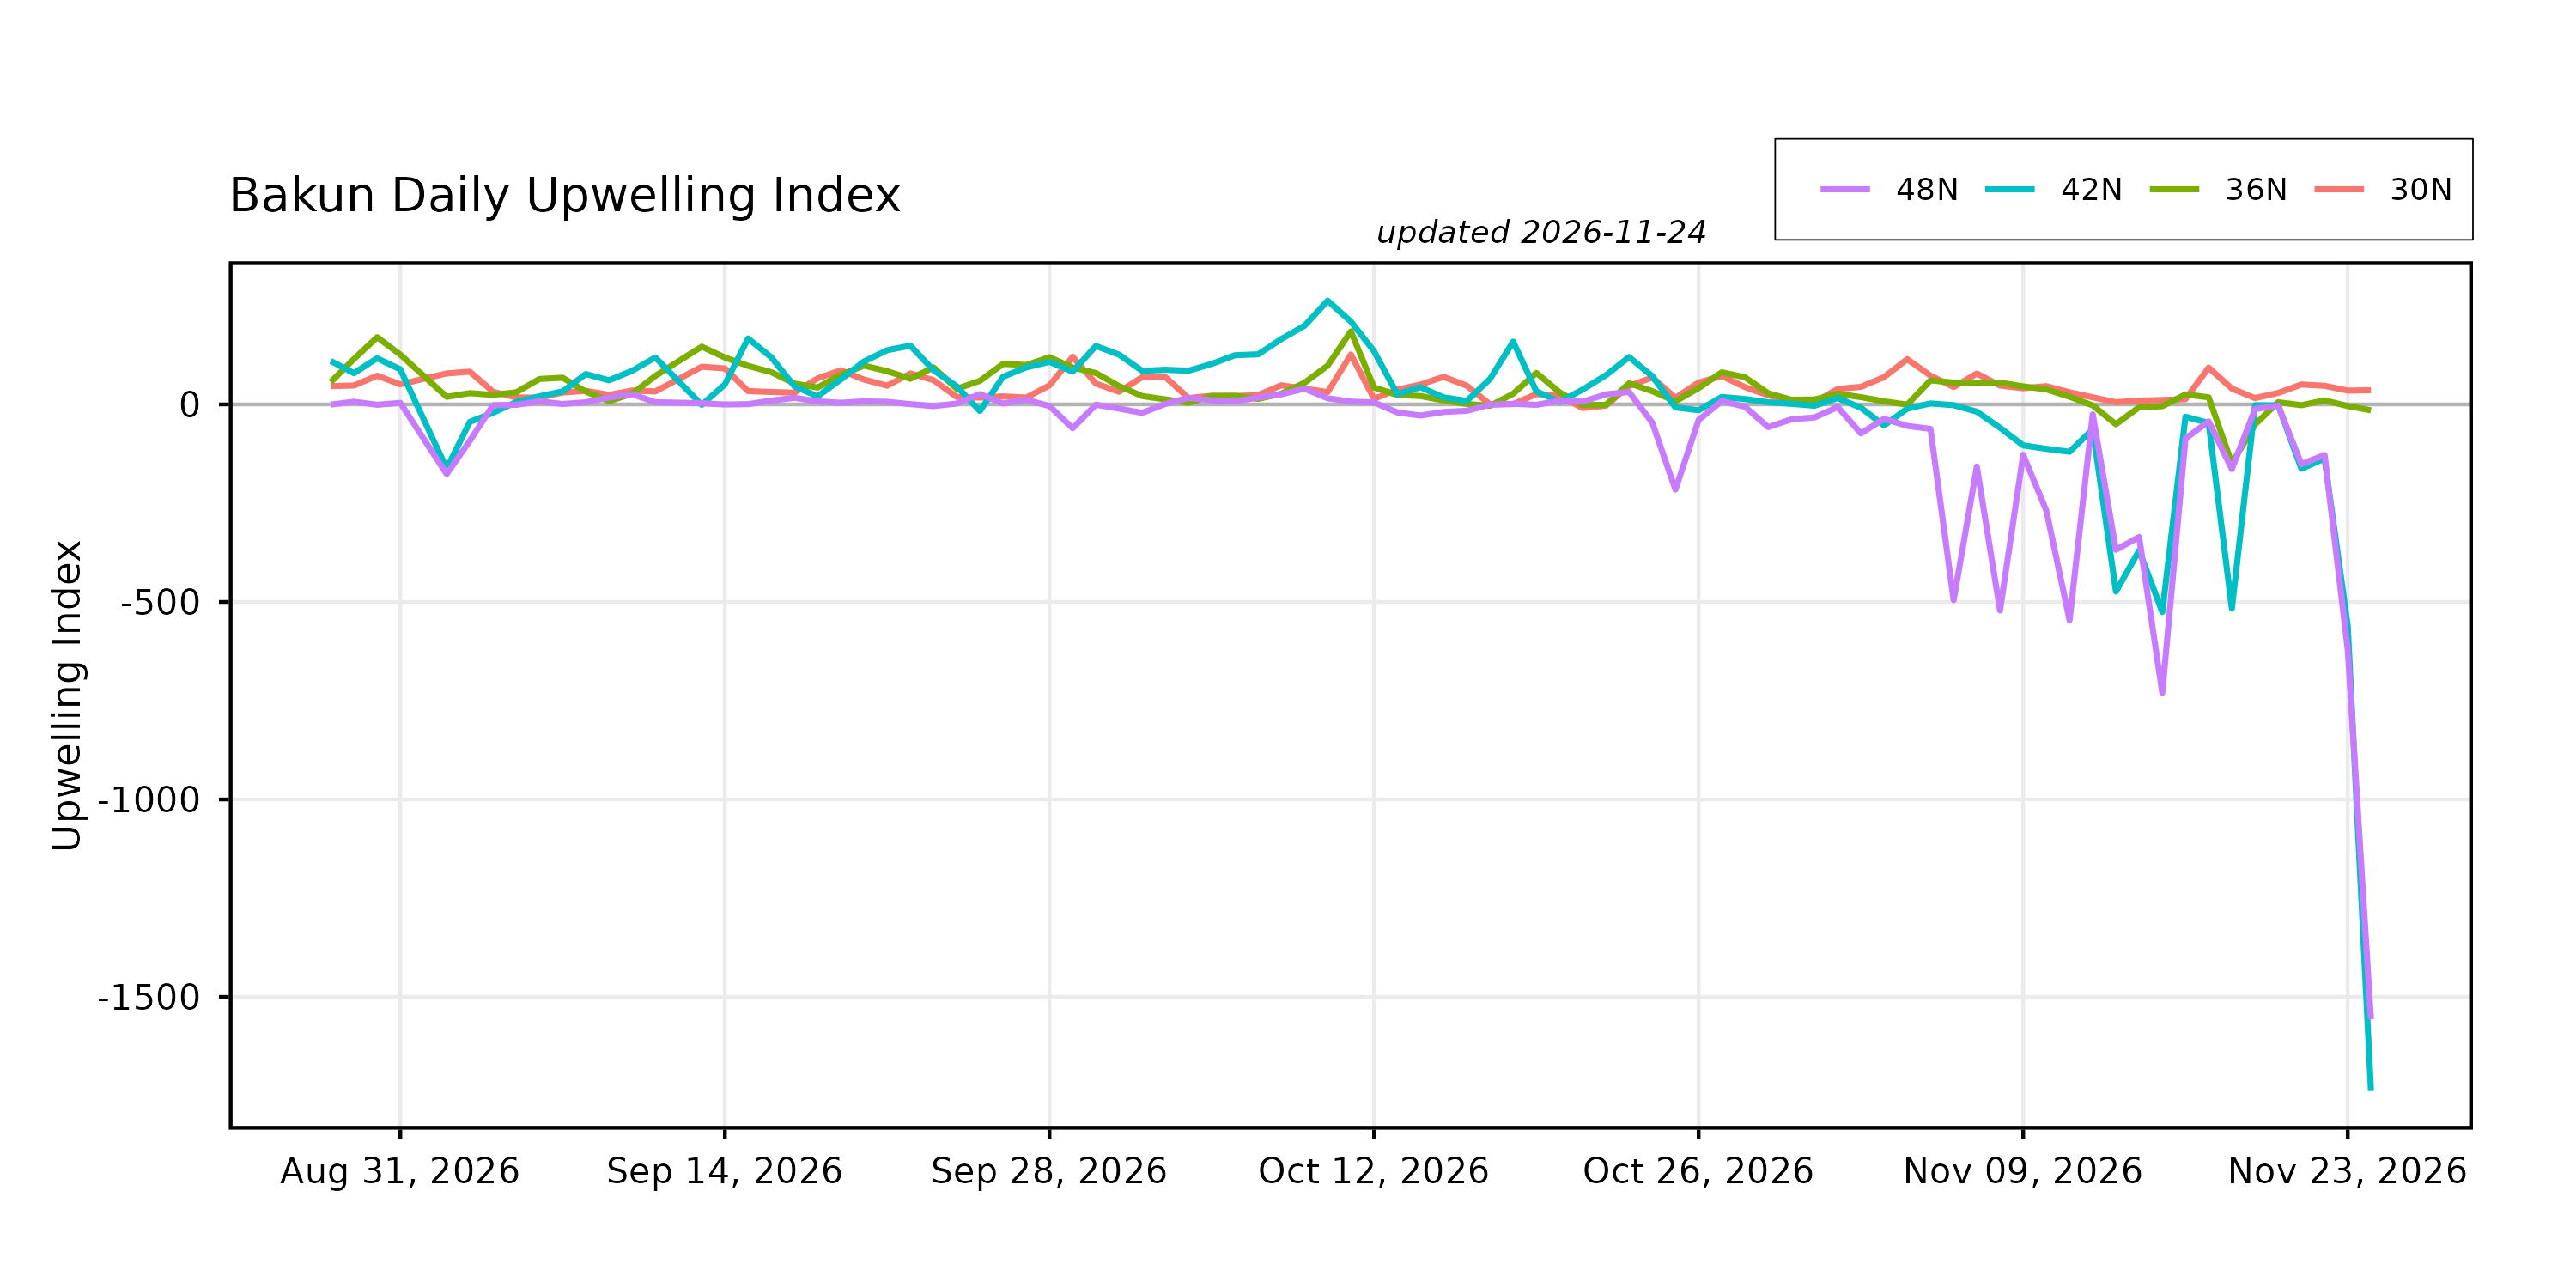 Bakun Daily Upwelling Index
updated 2026-11-24
48N 42N 36N 30N
Upwelling Index
0
-500
-1000
-1500
Aug 31, 2026 Sep 14, 2026 Sep 28, 2026 Oct 12, 2026 Oct 26, 2026 Nov 09, 2026 Nov 23, 2026